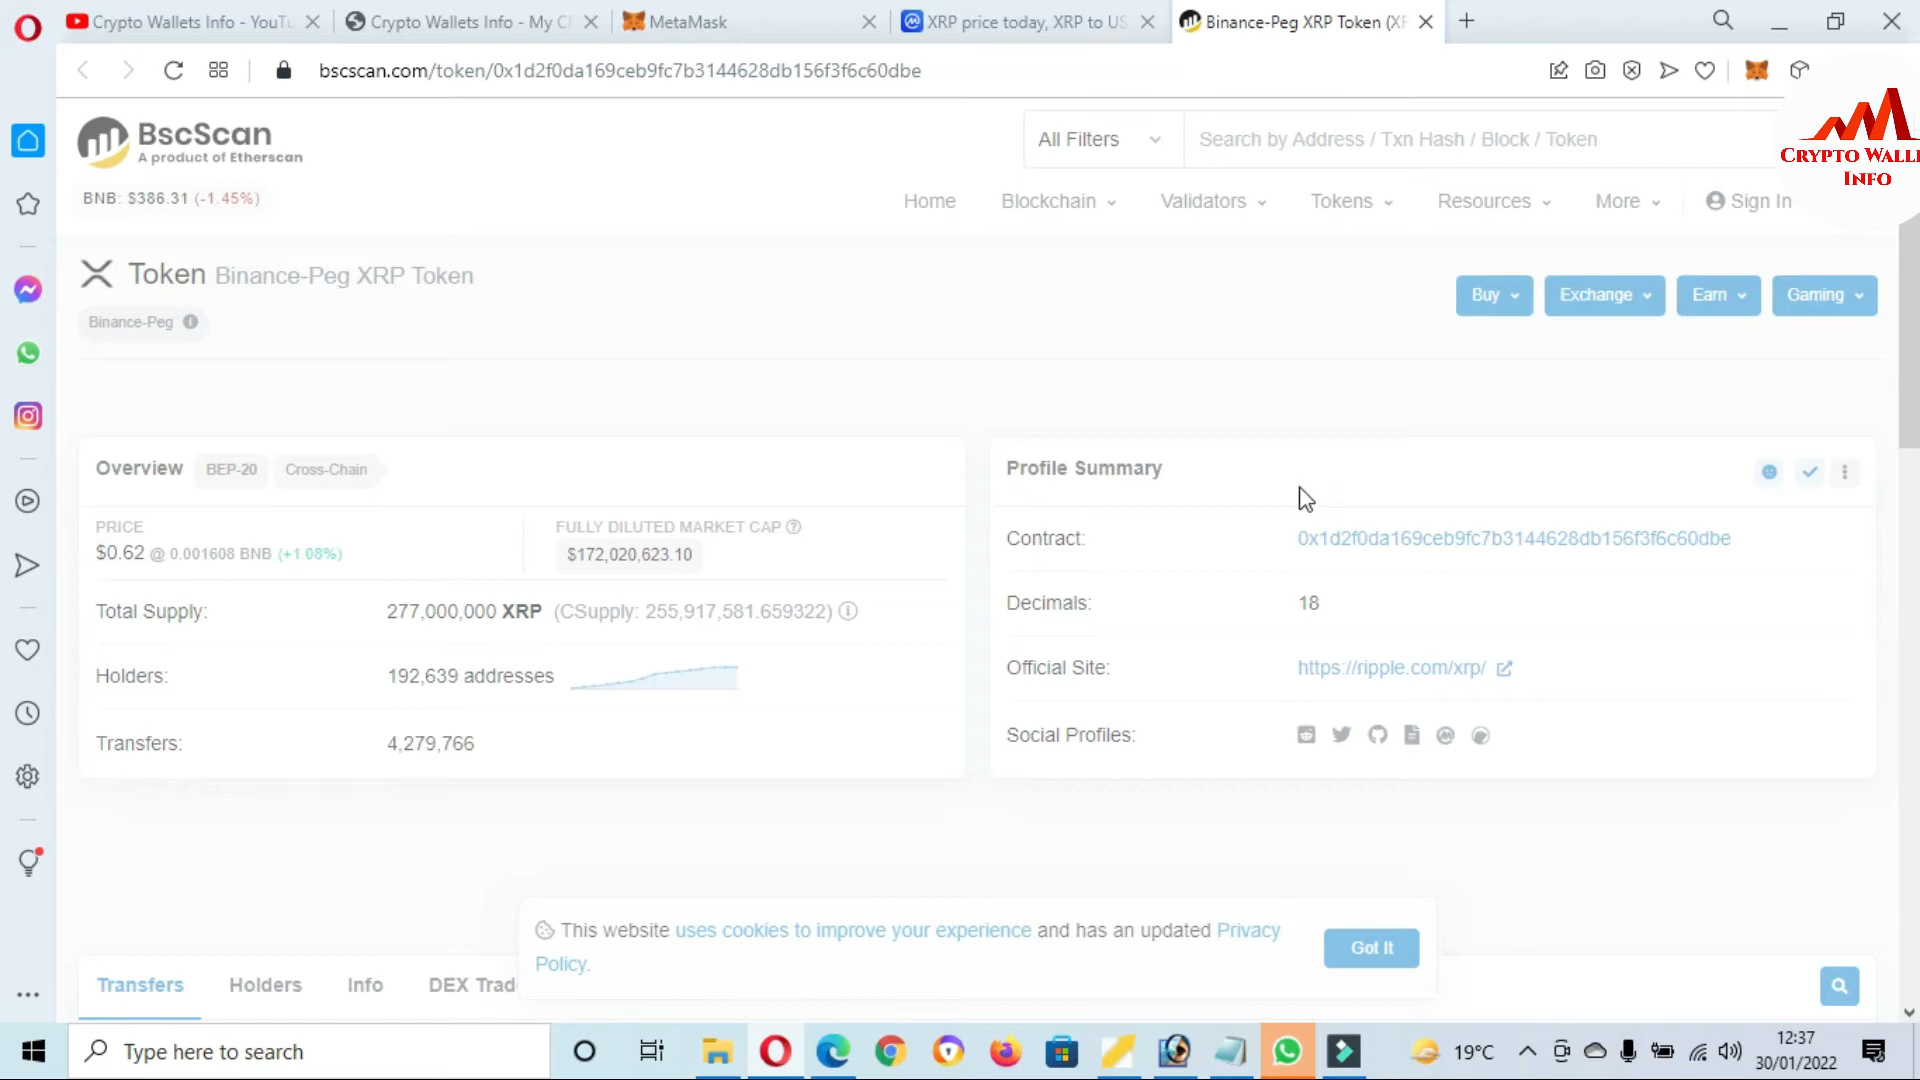 Crypto Wallets Info - YouTu
Crypto Wallets Info - My C
MetaMask
XRP price today, XRP to US
Binance-Peg XRP Token (XF
bscscan.com/token/0x1d2f0da169ceb9fc7b3144628db156f3f6c60dbe
BscScan
A product of Etherscan
All Filters
Search by Address / Txn Hash / Block / Token
CRYPTO WALLE
INFO
BNB: $386.31 (-1.45%)
Home Blockchain Validators Tokens Resources More Sign In
Token Binance-Peg XRP Token
Binance-Peg
Buy Exchange Earn Gaming
Overview BEP-20 Cross-Chain
PRICE
$0.62 @ 0.001608 BNB (+1.08%)
FULLY DILUTED MARKET CAP
$172,020,623.10
Total Supply: 277,000,000 XRP (CSupply: 255,917,581.659322)
Holders: 192,639 addresses
Transfers: 4,279,766
Profile Summary
Contract: 0x1d2f0da169ceb9fc7b3144628db156f3f6c60dbe
Decimals: 18
Official Site: https://ripple.com/xrp/
Social Profiles:
This website uses cookies to improve your experience and has an updated Privacy
Policy.
Got It
Transfers Holders Info DEX Trad
Type here to search
19°C
12:37
30/01/2022